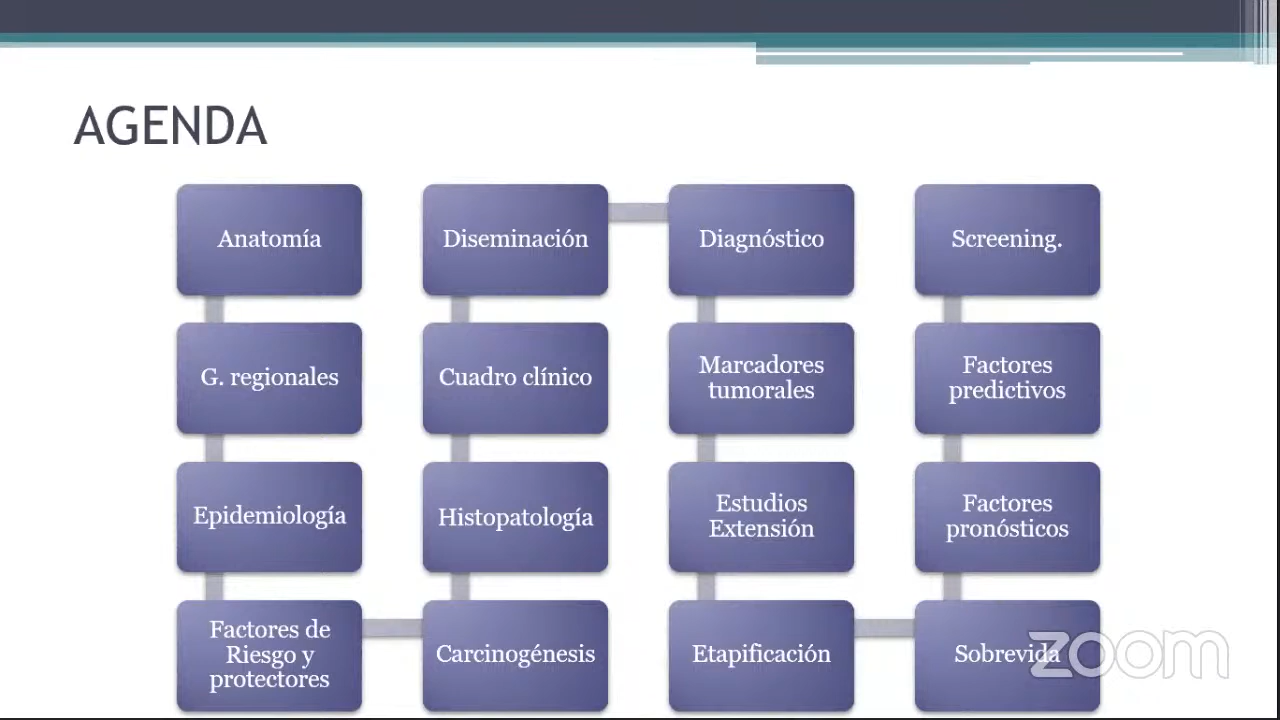 AGENDA
Anatomía
G. regionales
Epidemiología
Factores de
Riesgo y
protectores
Carcinogénesis
Histopatología
Cuadro clínico
Diseminación
Diagnóstico
Marcadores
tumorales
Estudios
Extensión
Etapificación
Sobrevida
Factores
pronósticos
Factores
predictivos
Screening.
zoom